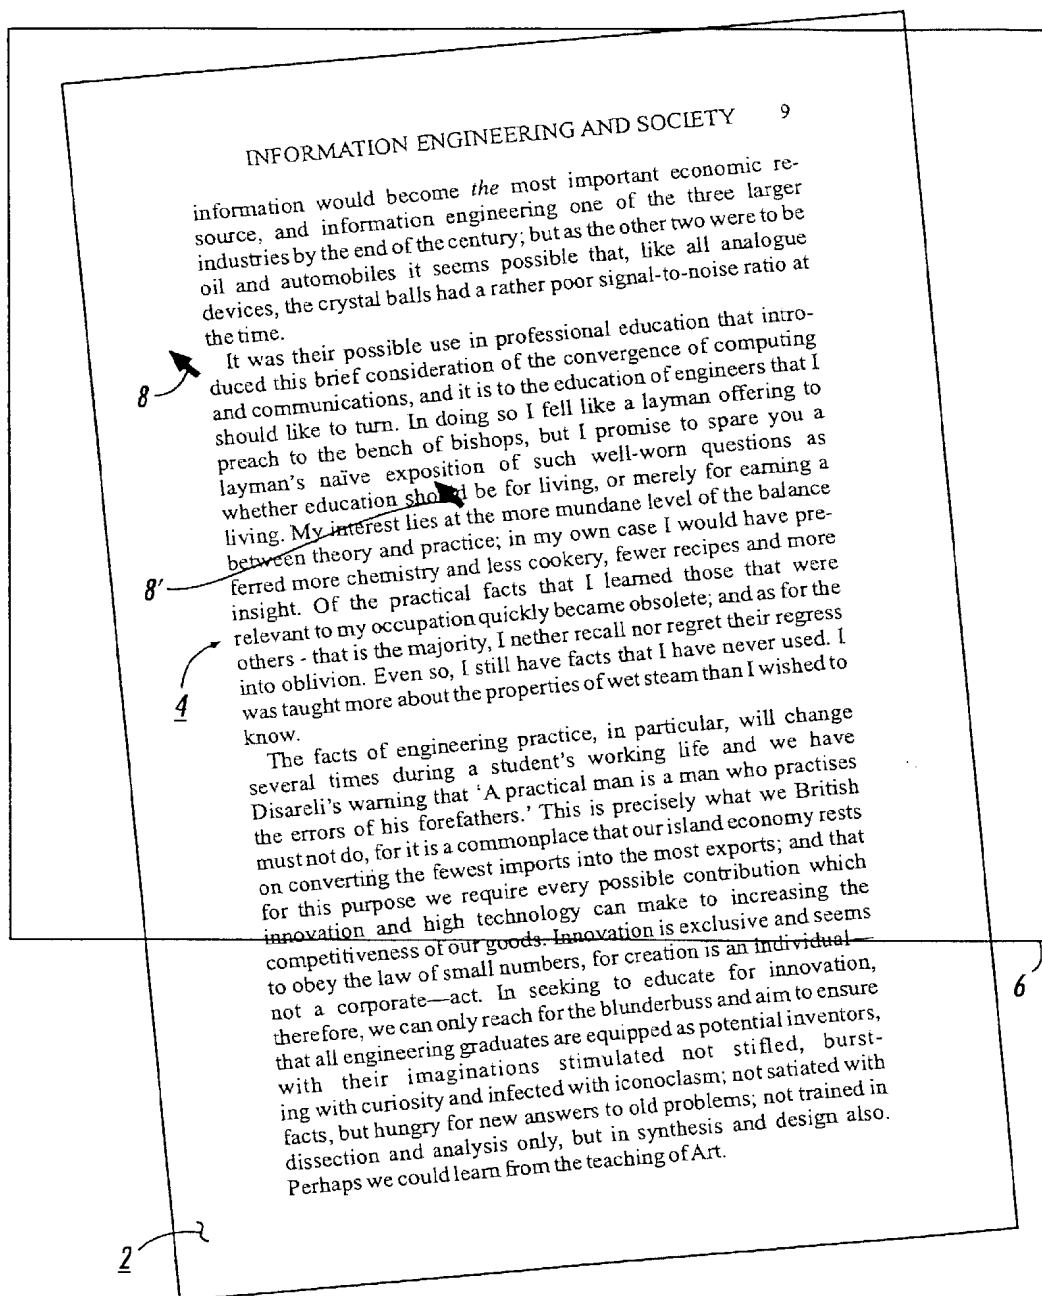 INFORMATION ENGINEERING AND SOCIETY 9
information would become the most important economic re-
source, and information engineering one of the three larger
industries by the end of the century; but as the other two were to be
oil and automobiles it seems possible that, like all analogue
devices, the crystal balls had a rather poor signal-to-noise ratio at
the time.
It was their possible use in professional education that intro-
duced this brief consideration of the convergence of computing
and communications, and it is to the education of engineers that I
should like to turn. In doing so I fell like a layman offering to
preach to the bench of bishops, but I promise to spare you a
layman's naïve exposition of such well-worn questions as
whether education should be for living, or merely for earning a
living. My interest lies at the more mundane level of the balance
between theory and practice; in my own case I would have pre-
ferred more chemistry and less cookery, fewer recipes and more
insight. Of the practical facts that I learned those that were
relevant to my occupation quickly became obsolete; and as for the
others - that is the majority, I nether recall nor regret their regress
into oblivion. Even so, I still have facts that I have never used. I
was taught more about the properties of wet steam than I wished to
know.
The facts of engineering practice, in particular, will change
several times during a student's working life and we have
Disareli's warning that 'A practical man is a man who practises
the errors of his forefathers.' This is precisely what we British
must not do, for it is a commonplace that our island economy rests
on converting the fewest imports into the most exports; and that
for this purpose we require every possible contribution which
innovation and high technology can make to increasing the
competitiveness of our goods. Innovation is exclusive and seems
to obey the law of small numbers, for creation is an individual—
not a corporate—act. In seeking to educate for innovation,
therefore, we can only reach for the blunderbuss and aim to ensure
that all engineering graduates are equipped as potential inventors,
with their imaginations stimulated not stifled, burst-
ing with curiosity and infected with iconoclasm; not satiated with
facts, but hungry for new answers to old problems; not trained in
dissection and analysis only, but in synthesis and design also.
Perhaps we could learn from the teaching of Art.
8
8'
4
6
2